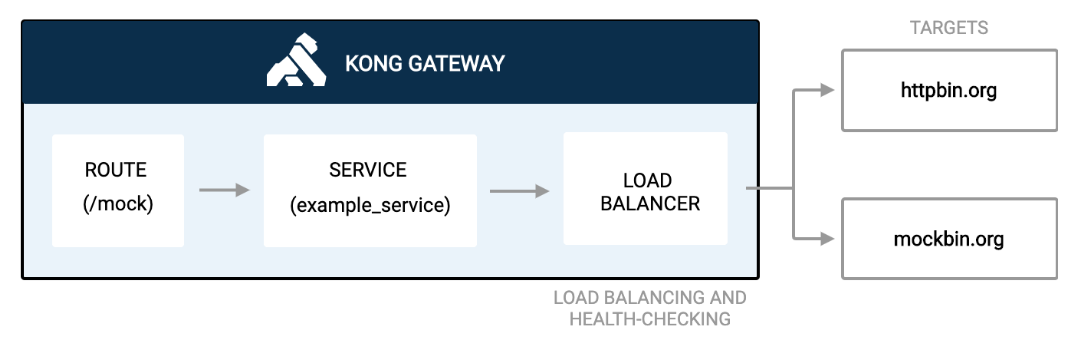 TARGETS
KONG GATEWAY
httpbin.org
ROUTE
(/mock)
SERVICE
(example_service)
LOAD
BALANCER
mockbin.org
LOAD BALANCING AND
HEALTH-CHECKING